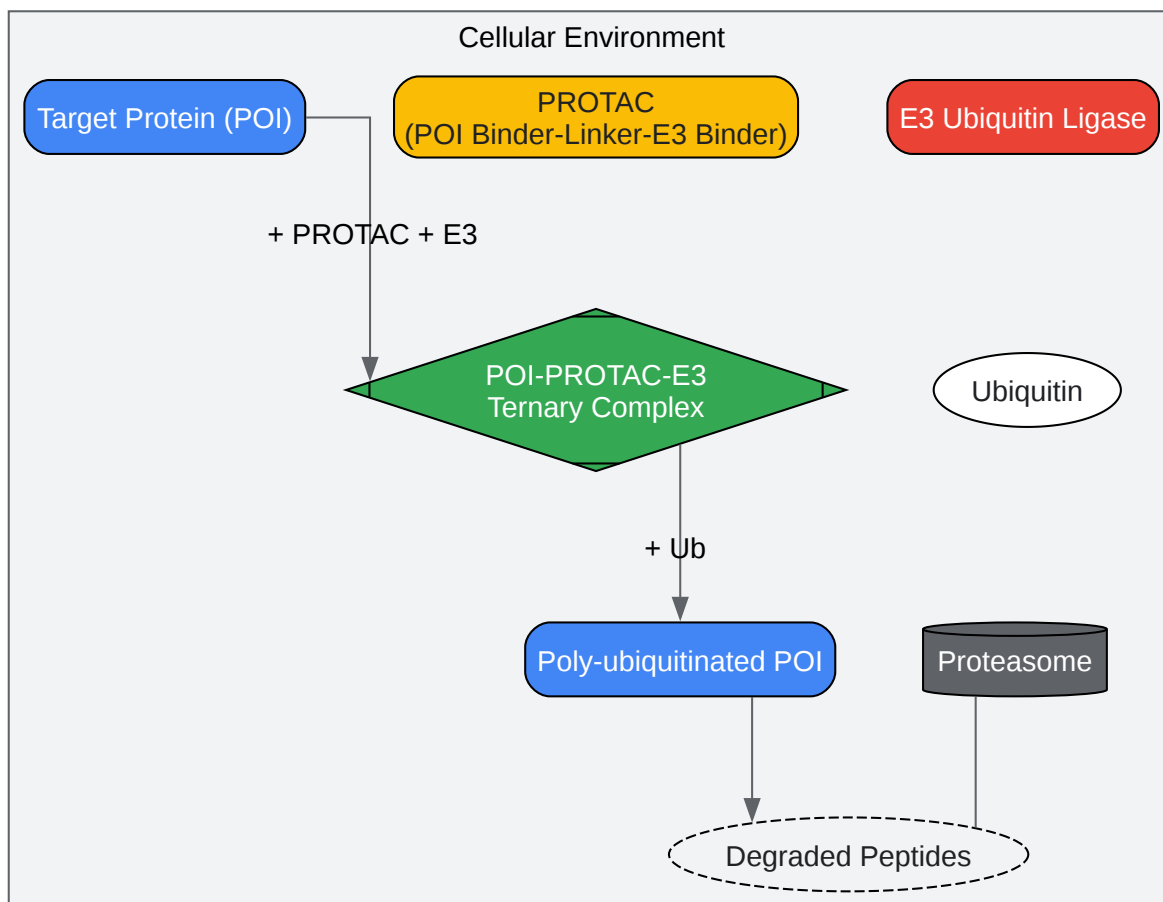 Cellular Environment
Target Protein (POI)
PROTAC
(POI Binder-Linker-E3 Binder)
E3 Ubiquitin Ligase
+ PROTAC + E3
POI-PROTAC-E3
Ternary Complex
Ubiquitin
+ Ub
Poly-ubiquitinated POI
Proteasome
Degraded Peptides